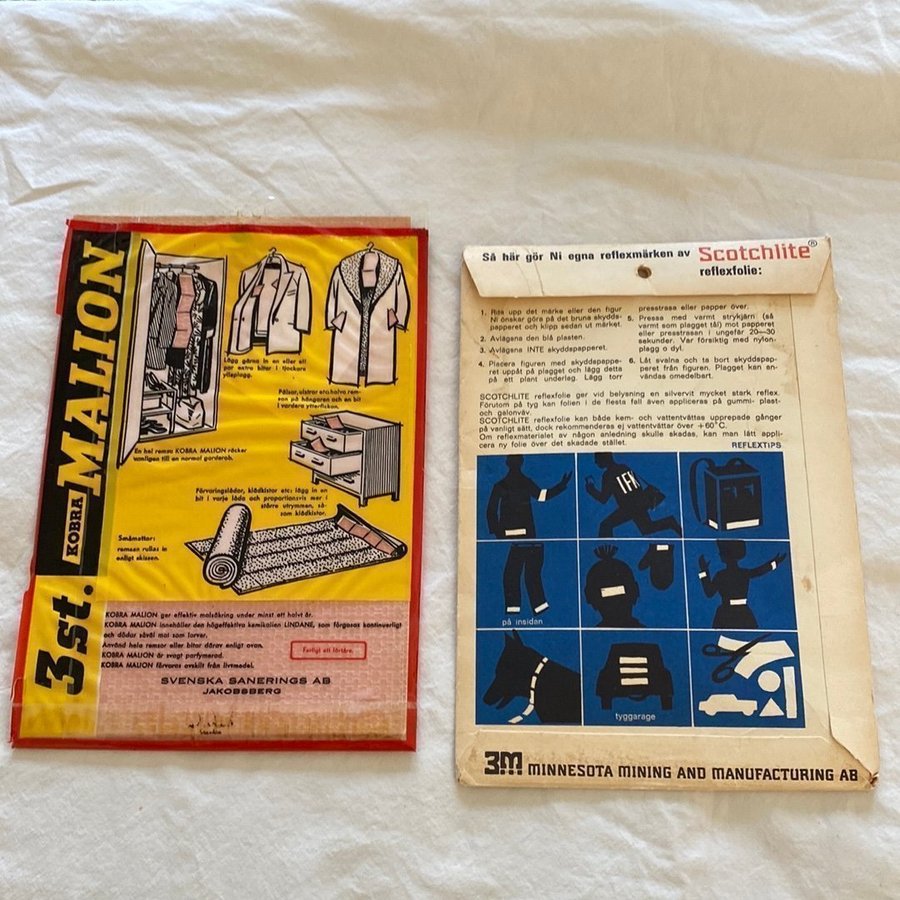 3 st. KOBRA MALION
Lägg gärna in en eller ett
par extra bitar i tjockare
ylleplagg.
Pälsar, ulstrar etc. halva rem-
san på hängaren och en bit
i vardera ytterfickan.
En hel remsa KOBRA MALION räcker
vanligen till en normal garderob.
Förvaringslådor, klädkistor etc: lägg in en
bit i varje låda och proportionsvis mer i
större utrymmen, så-
som klädkistor.
Småmattor:
remsan rullas in
enligt skissen.
KOBRA MALION ger effektiv malsäkring under minst ett halvt år.
KOBRA MALION innehåller den högeffektiva kemikalien LINDANE, som förgasas kontinuerligt
och dödar såväl mal som larver.
Använd hela remsor eller bitar därav enligt ovan.
KOBRA MALION är svagt parfymerad.
KOBRA MALION förvaras avskilt från livsmedel.
Farligt att förtära.
SVENSKA SANERINGS AB
JAKOBSBERG
Så här gör Ni egna reflexmärken av Scotchlite®
reflexfolie:
1. Rita upp det märke eller den figur
Ni önskar göra på det bruna skydds-
papperet och klipp sedan ut märket.
2. Avlägsna den blå plasten.
3. Avlägsna INTE skyddspapperet.
4. Placera figuren med skyddspappe-
ret uppåt på plagget och lägg detta
på ett plant underlag. Lägg torr
presstrasa eller papper över.
5. Pressa med varmt strykjärn (så
varmt som plagget tål) mot papperet
eller presstrasan i ungefär 20—30
sekunder. Var försiktig med nylon-
plagg o dyl.
6. Låt svalna och ta bort skyddspap-
peret från figuren. Plagget kan an-
vändas omedelbart.
SCOTCHLITE reflexfolie ger vid belysning en silvervit mycket stark reflex.
Förutom på tyg kan folien i de flesta fall även appliceras på gummi- plast-
och galonväv.
SCOTCHLITE reflexfolie kan både kem- och vattentvättas upprepade gånger
på vanligt sätt, dock rekommenderas ej vattentvättar över +60°C.
Om reflexmaterialet av någon anledning skulle skadas, kan man lätt appli-
cera ny folie över det skadade stället.
REFLEXTIPS
IFK
på insidan
tyggarage
3M MINNESOTA MINING AND MANUFACTURING AB